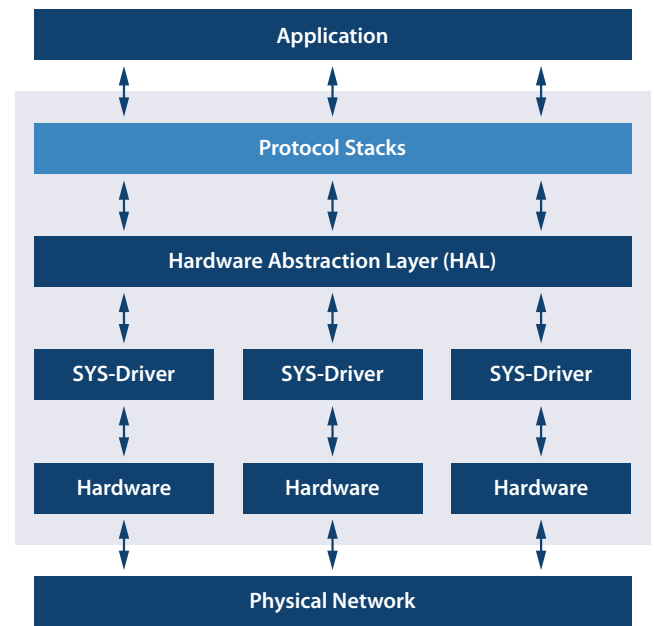 Application
Protocol Stacks
Hardware Abstraction Layer (HAL)
SYS-Driver
SYS-Driver
SYS-Driver
Hardware
Hardware
Hardware
Physical Network